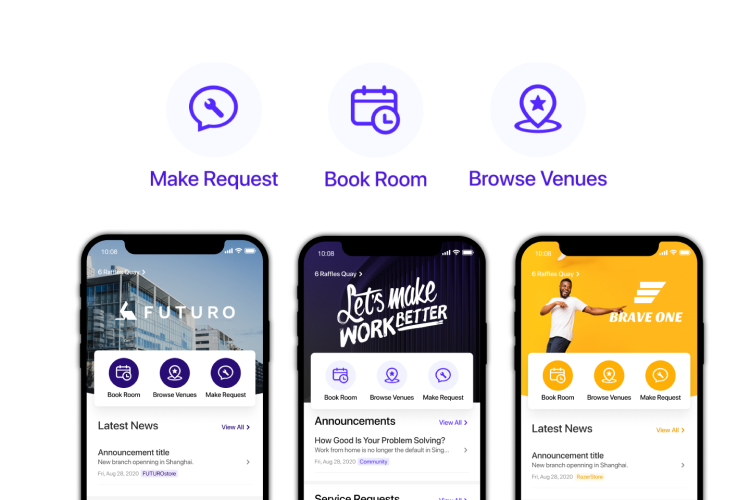 Make Request
Book Room
Browse Venues
10:08
6 Raffles Quay
FUTURO
Book Room
Browse Venues
Make Request
Latest News
View All
Announcement title
New branch openning in Shanghai.
Fri, Aug 28, 2020
FUTUROstore
10:08
6 Raffles Quay
Let's make
WORK BETTER
Book Room
Browse Venues
Make Request
Announcements
View All
How Good Is Your Problem Solving?
Work from home is no longer the default in Sing...
Fri, Aug 28, 2020
Community
Service Requests
View All
10:08
6 Raffles Quay
BRAVE ONE
Book Room
Browse Venues
Make Request
Latest News
View All
Announcement title
New branch openning in Shanghai.
Fri, Aug 28, 2020